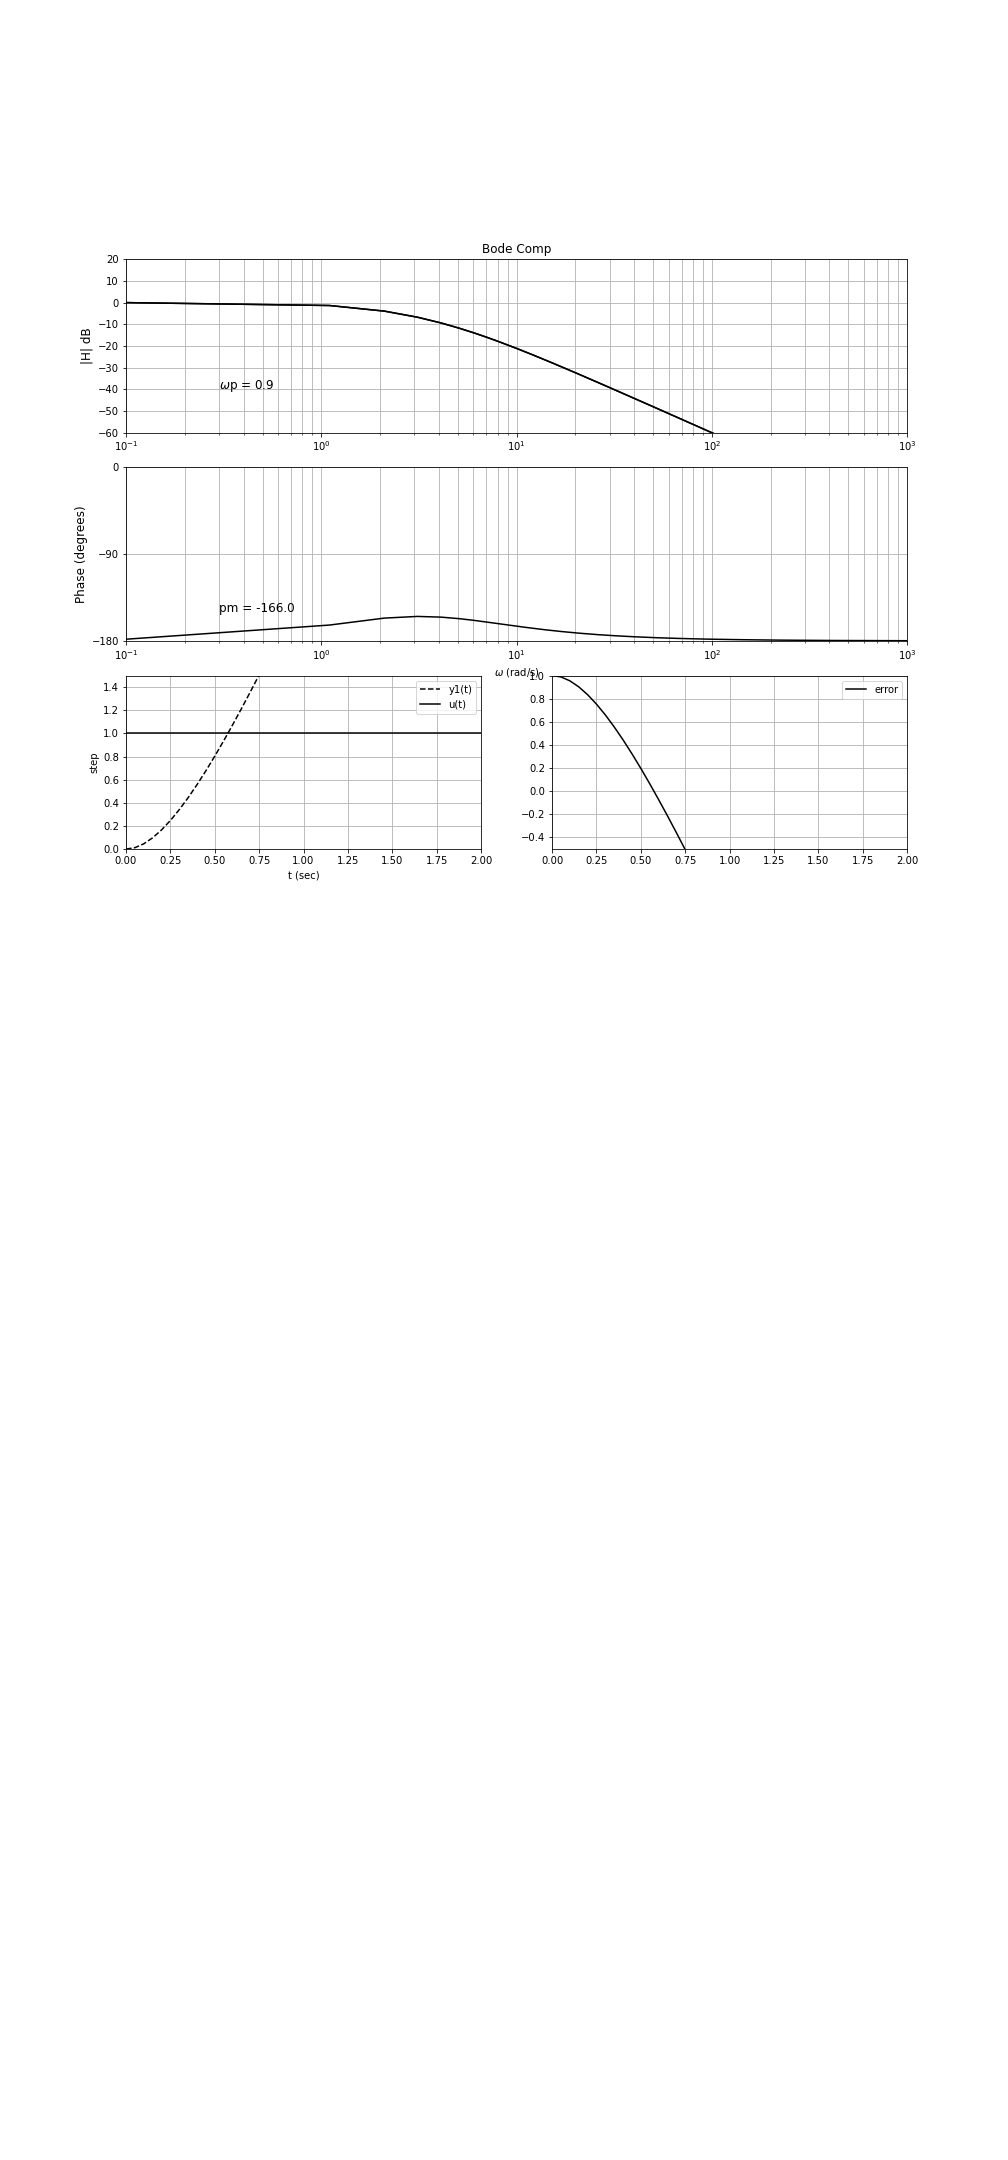 Bode Comp
20
10
0
−10
−20
−30
−40
−50
−60
|H| dB
ωp = 0.9
10⁻¹ 10⁰ 10¹ 10² 10³
0
−90
−180
Phase (degrees)
pm = -166.0
10⁻¹ 10⁰ 10¹ 10² 10³
ω (rad/s)
1.4
1.2
1.0
0.8
0.6
0.4
0.2
0.0
step
y1(t)
u(t)
0.00 0.25 0.50 0.75 1.00 1.25 1.50 1.75 2.00
t (sec)
1.0
0.8
0.6
0.4
0.2
0.0
−0.2
−0.4
error
0.00 0.25 0.50 0.75 1.00 1.25 1.50 1.75 2.00